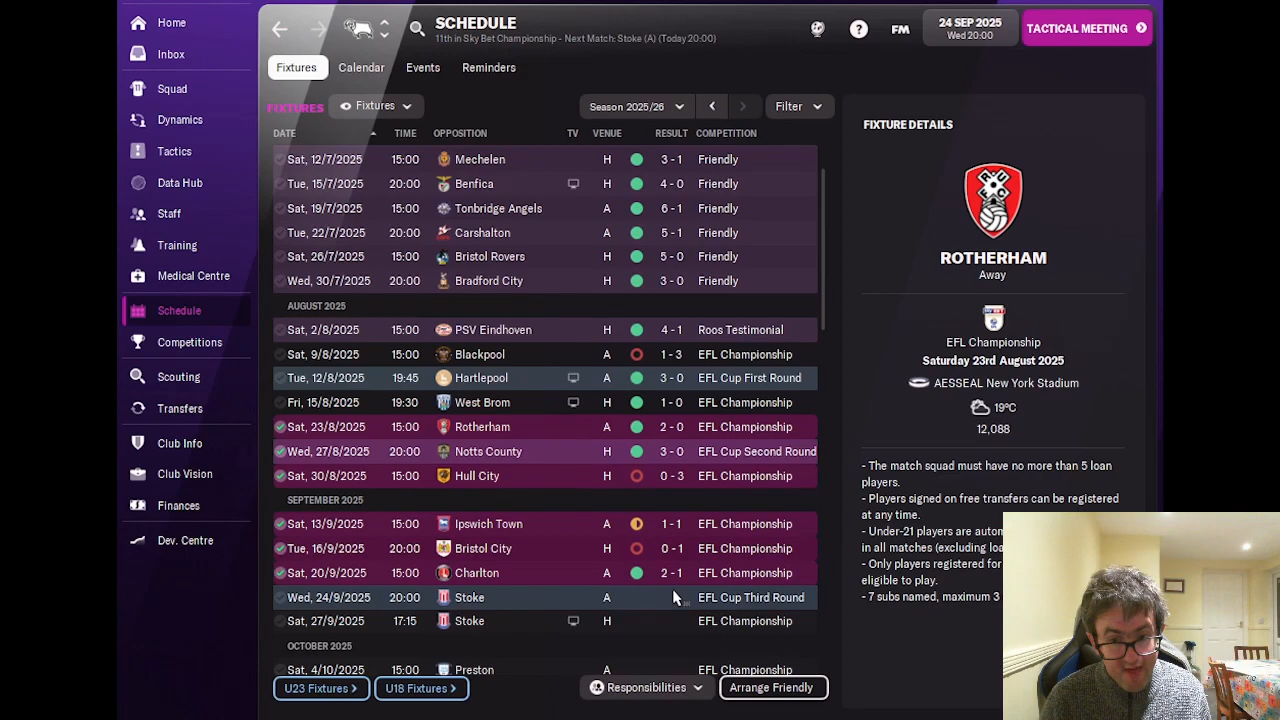 Home
Inbox
Squad
Dynamics
Tactics
Data Hub
Staff
Training
Medical Centre
Schedule
Competitions
Scouting
Transfers
Club Info
Club Vision
Finances
Dev. Centre
SCHEDULE
11th in Sky Bet Championship - Next Match: Stoke (A) (Today 20:00)
FM
24 SEP 2025
Wed 20:00
TACTICAL MEETING
Fixtures Calendar Events Reminders
FIXTURES Fixtures Season 2025/26 Filter
DATE TIME OPPOSITION TV VENUE RESULT COMPETITION
Sat, 12/7/2025 15:00 Mechelen H 3 - 1 Friendly
Tue, 15/7/2025 20:00 Benfica H 4 - 0 Friendly
Sat, 19/7/2025 15:00 Tonbridge Angels A 6 - 1 Friendly
Tue, 22/7/2025 20:00 Carshalton A 5 - 1 Friendly
Sat, 26/7/2025 15:00 Bristol Rovers H 5 - 0 Friendly
Wed, 30/7/2025 20:00 Bradford City H 3 - 0 Friendly
AUGUST 2025
Sat, 2/8/2025 15:00 PSV Eindhoven H 4 - 1 Roos Testimonial
Sat, 9/8/2025 15:00 Blackpool A 1 - 3 EFL Championship
Tue, 12/8/2025 19:45 Hartlepool A 3 - 0 EFL Cup First Round
Fri, 15/8/2025 19:30 West Brom H 1 - 0 EFL Championship
Sat, 23/8/2025 15:00 Rotherham A 2 - 0 EFL Championship
Wed, 27/8/2025 20:00 Notts County H 3 - 0 EFL Cup Second Round
Sat, 30/8/2025 15:00 Hull City H 0 - 3 EFL Championship
SEPTEMBER 2025
Sat, 13/9/2025 15:00 Ipswich Town A 1 - 1 EFL Championship
Tue, 16/9/2025 20:00 Bristol City H 0 - 1 EFL Championship
Sat, 20/9/2025 15:00 Charlton A 2 - 1 EFL Championship
Wed, 24/9/2025 20:00 Stoke A EFL Cup Third Round
Sat, 27/9/2025 17:15 Stoke H EFL Championship
OCTOBER 2025
Sat, 4/10/2025 15:00 Preston A EFL Championship
U23 Fixtures > U18 Fixtures > Responsibilities Arrange Friendly
FIXTURE DETAILS
ROTHERHAM
Away
EFL Championship
Saturday 23rd August 2025
AESSEAL New York Stadium
19°C
12,088
- The match squad must have no more than 5 loan
players.
- Players signed on free transfers can be registered
at any time.
- Under-21 players are
in all matches (excluding
- Only players registered for
eligible to play.
- 7 subs named, maximum 3